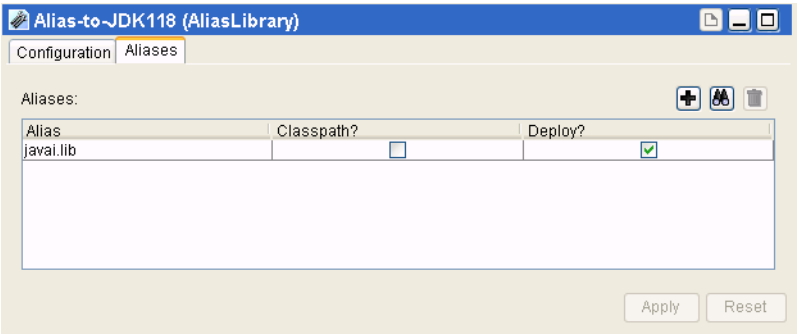 Alias-to-JDK118 (AliasLibrary)
Configuration Aliases
Aliases:
Alias Classpath? Deploy?
javai.lib
Apply Reset